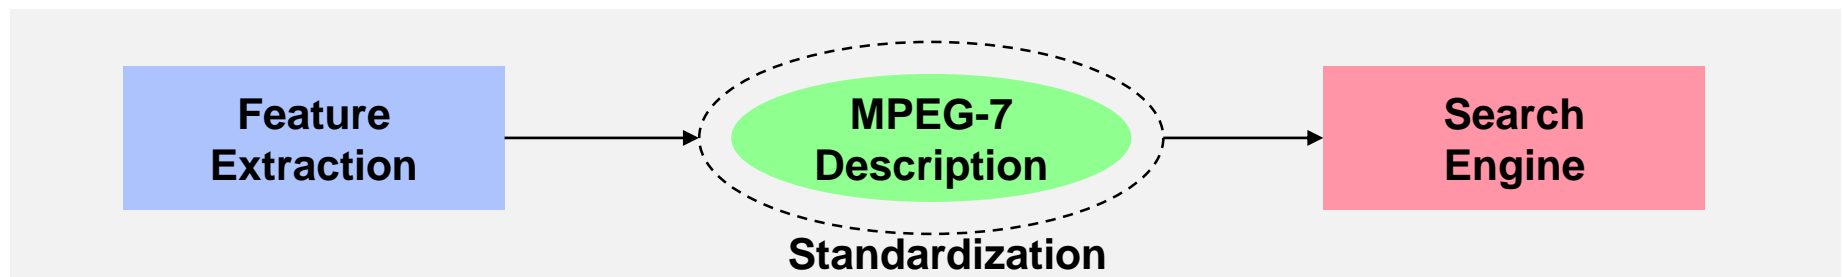 Feature
Extraction
MPEG-7
Description
Search
Engine
Standardization